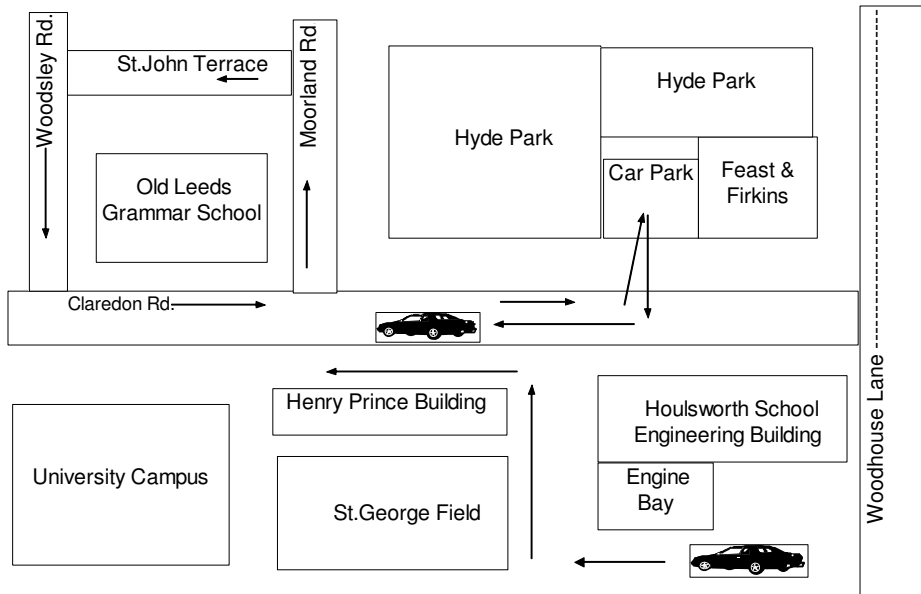 Woodsley Rd.
St.John Terrace
Moorland Rd
Hyde Park
Hyde Park
Old Leeds
Grammar School
Car Park
Feast &
Firkins
Claredon Rd.
Woodhouse Lane
Henry Prince Building
Houlsworth School
Engineering Building
University Campus
St.George Field
Engine
Bay